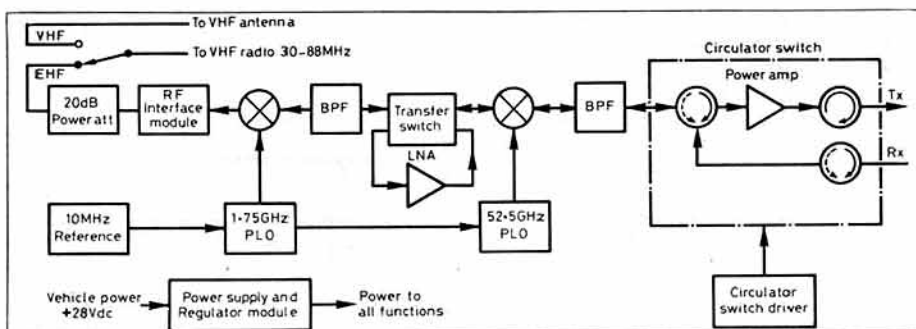 To VHF antenna
VHF
To VHF radio 30-88MHz
EHF
Circulator switch
Power amp
20dB
Power att
RF
Interface
module
BPF
Transfer
switch
BPF
Tx
LNA
Rx
10MHz
Reference
1·75GHz
PLO
52·5GHz
PLO
Vehicle power
+28Vdc
Power supply and
Regulator module
Power to
all functions
Circulator
switch driver